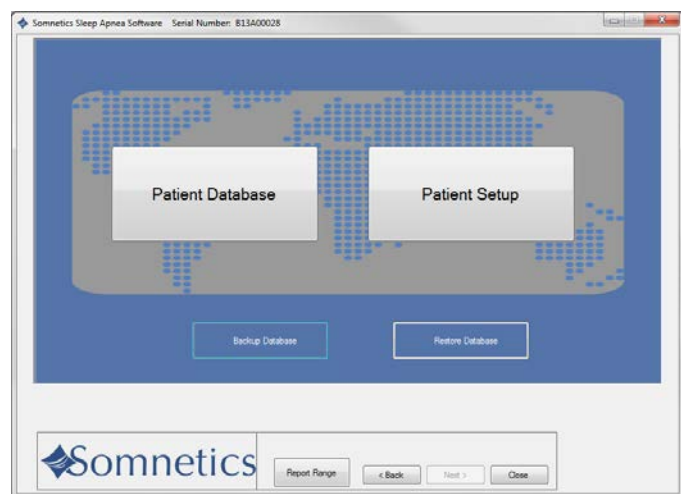 Somnetics Sleep Apnea Software Serial Number: B13A00028
Patient Database Patient Setup
Backup Database Restore Database
Somnetics Report Range < Back Next > Close